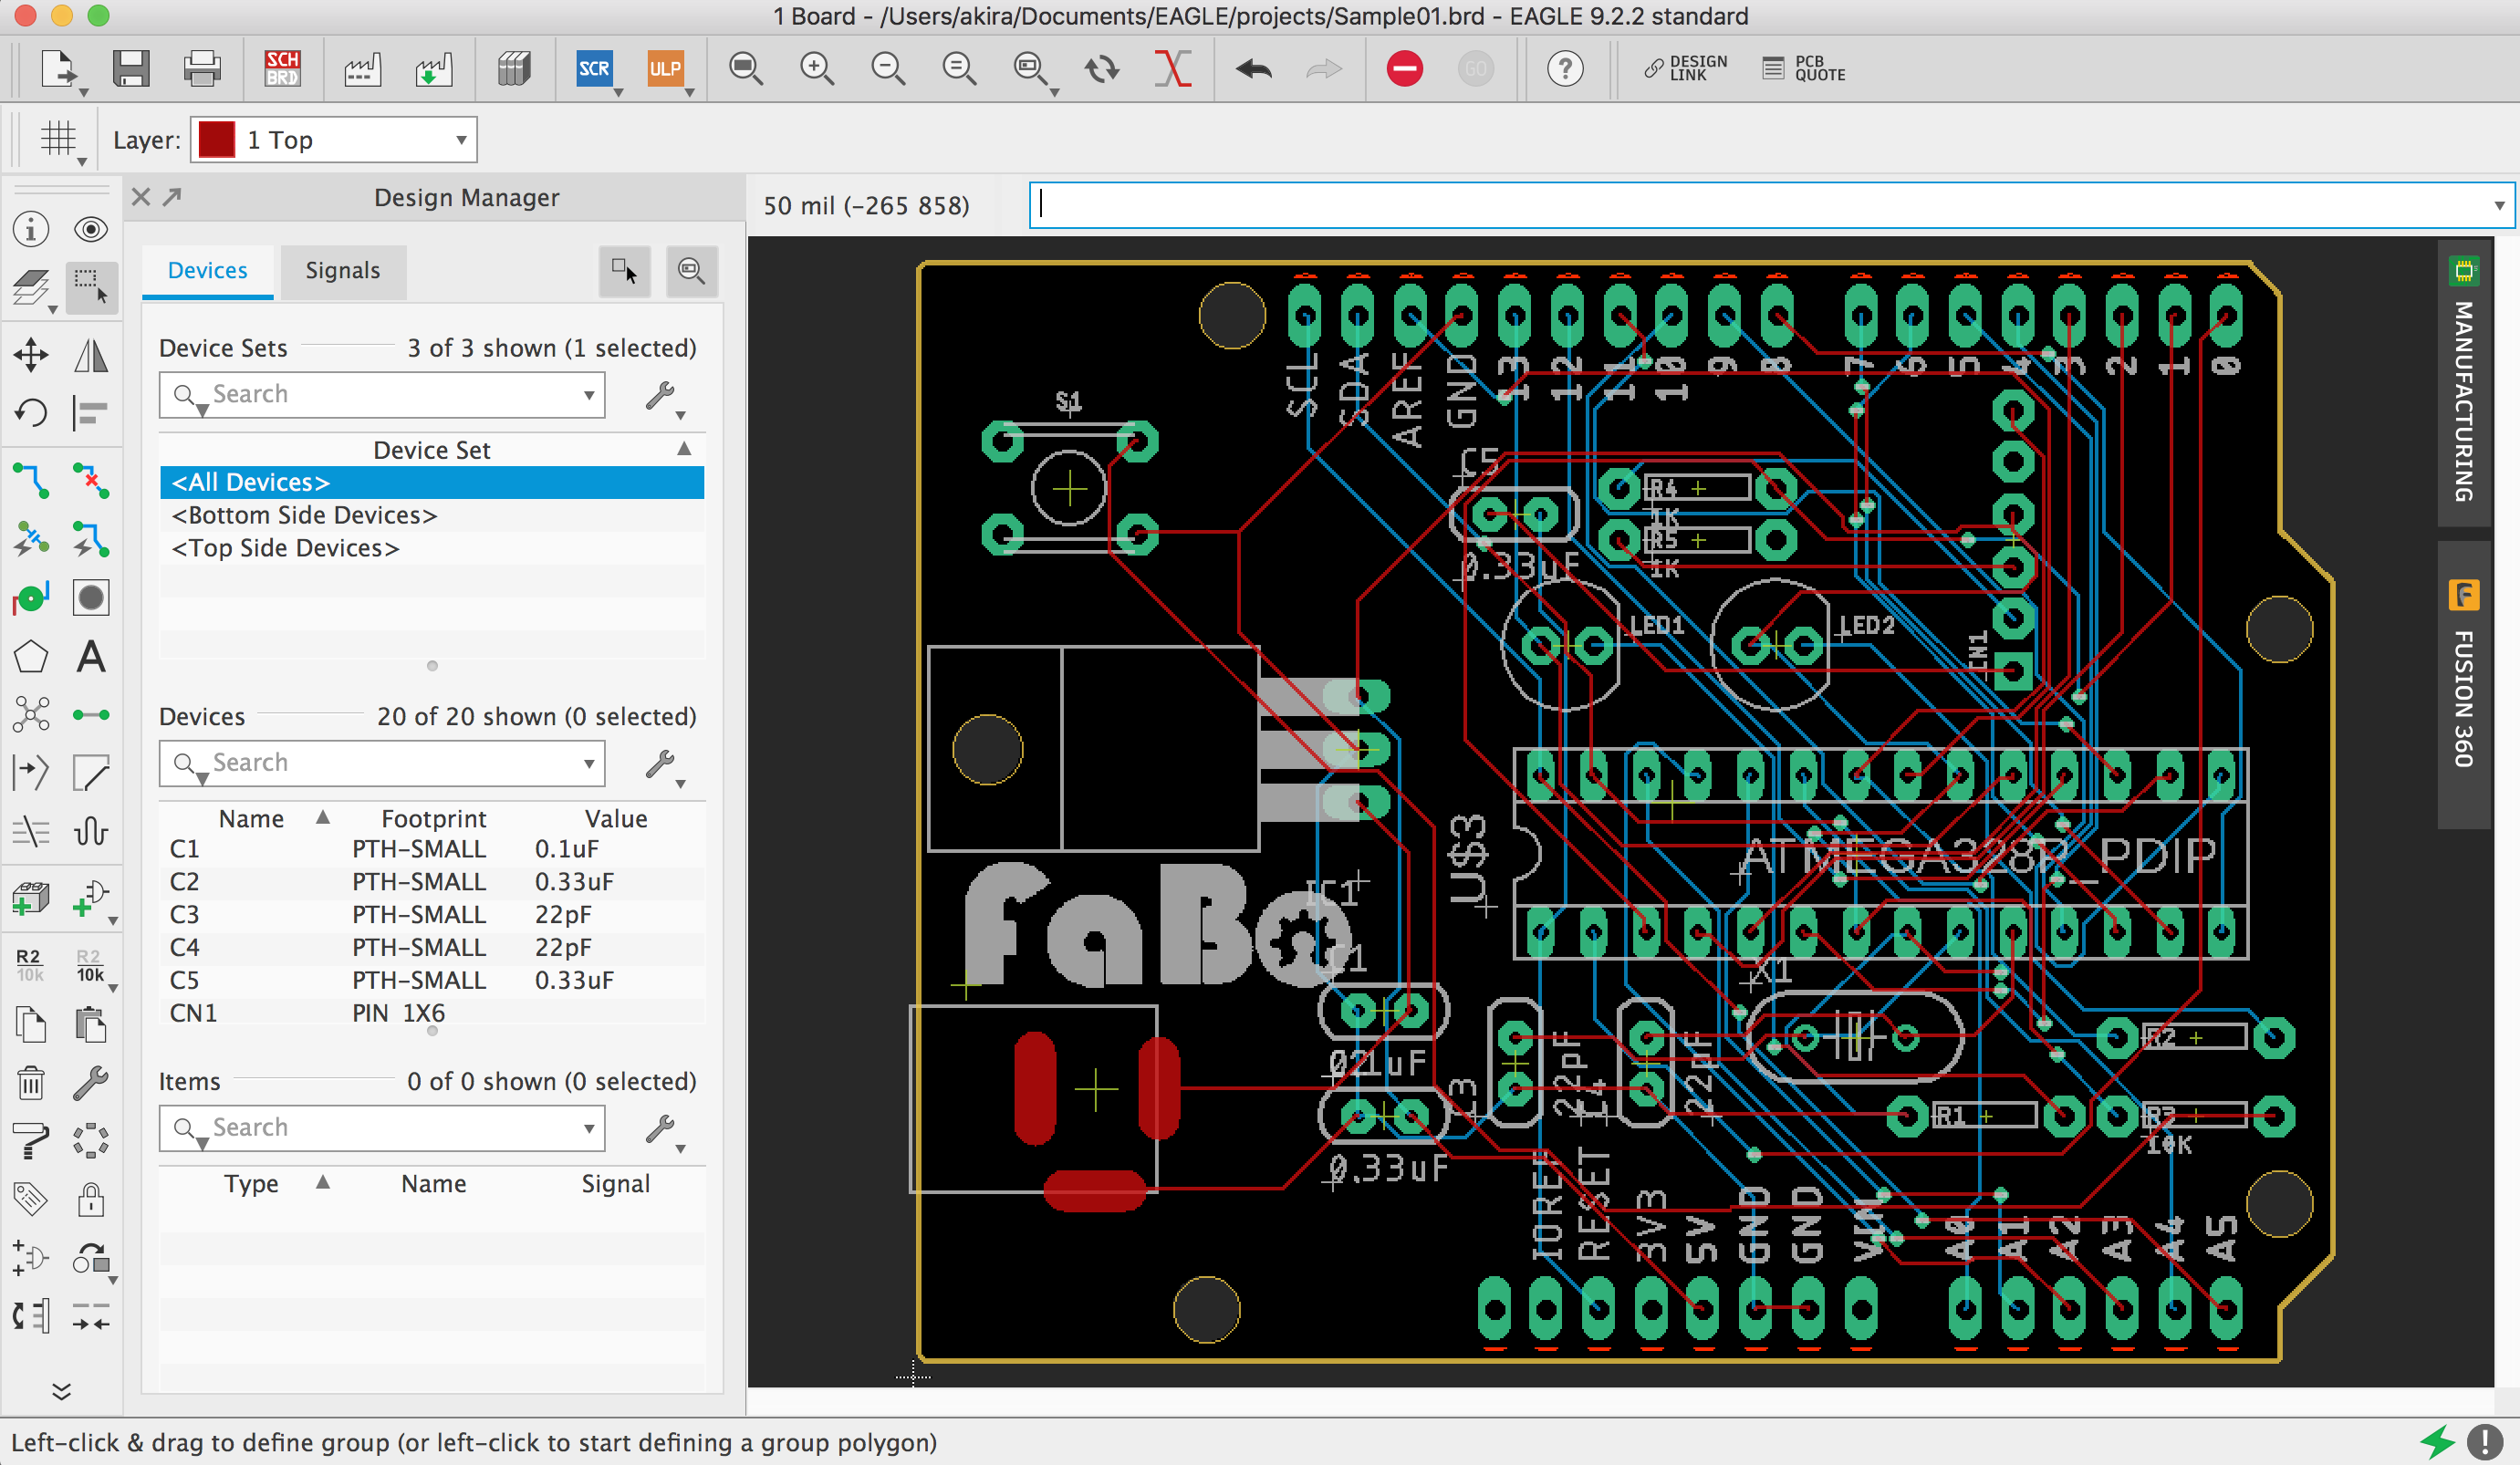 1 Board - /Users/akira/Documents/EAGLE/projects/Sample01.brd - EAGLE 9.2.2 standard
SCH
BRD
SCR
ULP
GO
?
DESIGN
LINK
PCB
QUOTE
Layer:
1 Top
Design Manager
50 mil (-265 858)
Devices
Signals
Device Sets
3 of 3 shown (1 selected)
Search
Device Set
<All Devices>
<Bottom Side Devices>
<Top Side Devices>
Devices
20 of 20 shown (0 selected)
Search
Name Footprint Value
C1 PTH-SMALL 0.1uF
C2 PTH-SMALL 0.33uF
C3 PTH-SMALL 22pF
C4 PTH-SMALL 22pF
C5 PTH-SMALL 0.33uF
CN1 PIN 1X6
Items
0 of 0 shown (0 selected)
Search
Type Name Signal
R2
10k
R2
10k
MANUFACTURING
FUSION 360
SCL
SDA
AREF
GND
13
12
11
10
9
8
7
6
5
4
3
2
1
0
S1
C5
0.33uF
R4
1K
R5
1K
LED1
LED2
CN1
U$3
ATMEGA328P_PDIP
FaBo
IC1
X1
0.33uF
22pF
22pF
R2
R1
R3
10K
IOREF
RESET
3V3
5V
GND
GND
VIN
A0
A1
A2
A3
A4
A5
Left-click & drag to define group (or left-click to start defining a group polygon)